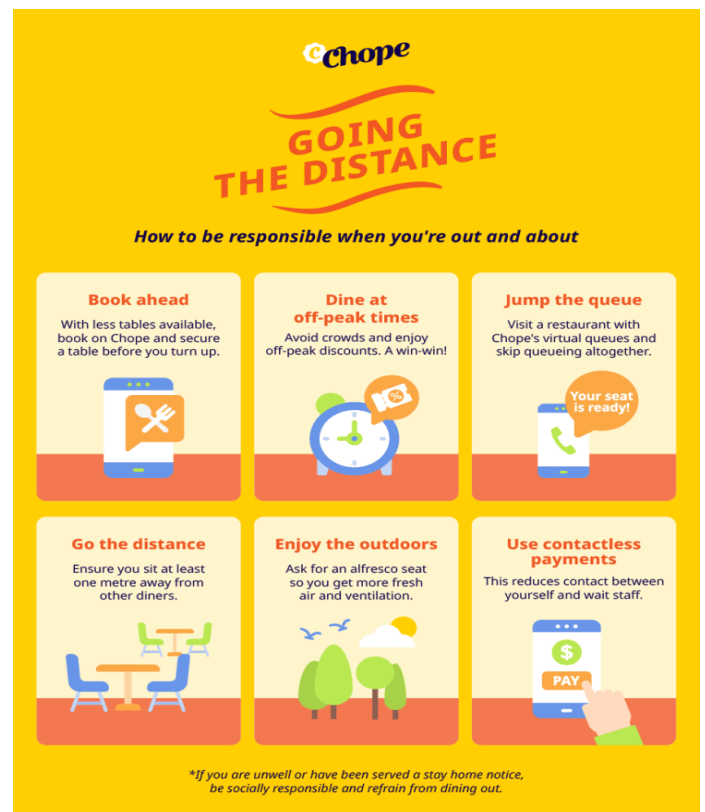 Chope
GOING
THE DISTANCE
How to be responsible when you're out and about
Book ahead
With less tables available,
book on Chope and secure
a table before you turn up.
Dine at
off-peak times
Avoid crowds and enjoy
off-peak discounts. A win-win!
%
Jump the queue
Visit a restaurant with
Chope's virtual queues and
skip queueing altogether.
Your seat
is ready!
Go the distance
Ensure you sit at least
one metre away from
other diners.
Enjoy the outdoors
Ask for an alfresco seat
so you get more fresh
air and ventilation.
Use contactless
payments
This reduces contact between
yourself and wait staff.
$
PAY
*If you are unwell or have been served a stay home notice,
be socially responsible and refrain from dining out.